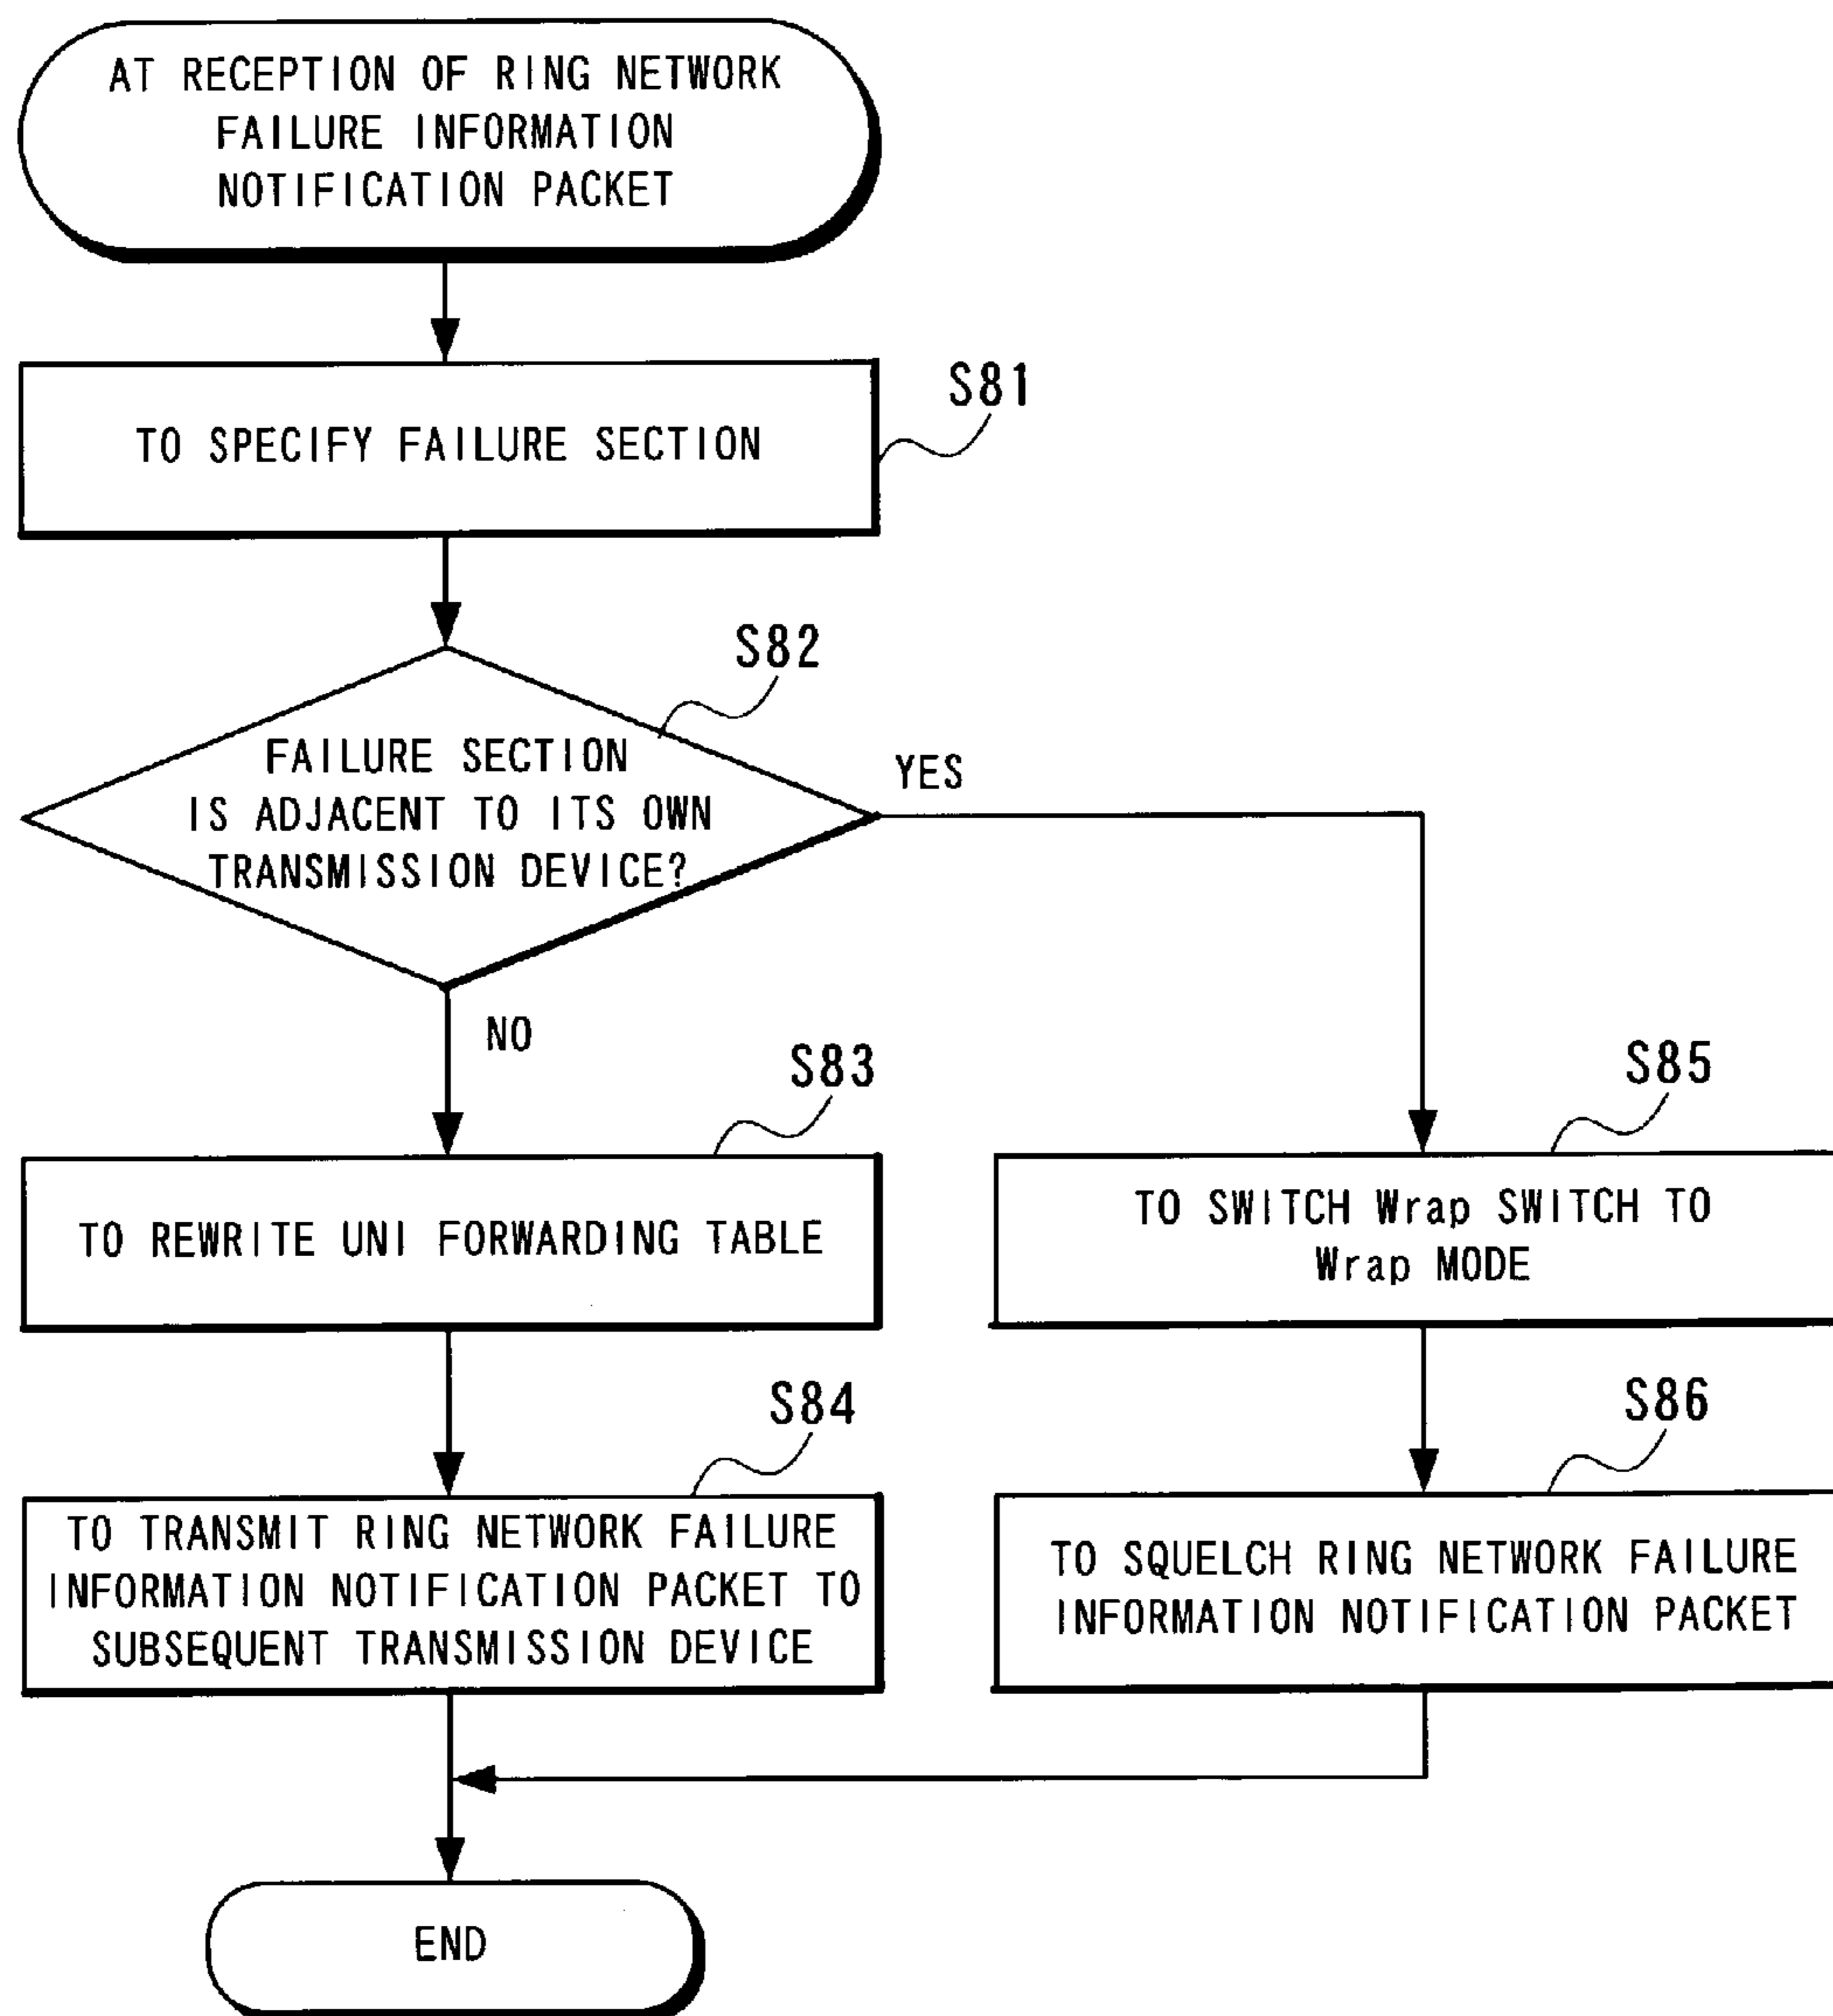 AT RECEPTION OF RING NETWORK
FAILURE INFORMATION
NOTIFICATION PACKET
S81
TO SPECIFY FAILURE SECTION
S82
FAILURE SECTION
IS ADJACENT TO ITS OWN
TRANSMISSION DEVICE?
YES
NO
S83
TO REWRITE UNI FORWARDING TABLE
S84
TO TRANSMIT RING NETWORK FAILURE
INFORMATION NOTIFICATION PACKET TO
SUBSEQUENT TRANSMISSION DEVICE
S85
TO SWITCH Wrap SWITCH TO
Wrap MODE
S86
TO SQUELCH RING NETWORK FAILURE
INFORMATION NOTIFICATION PACKET
END